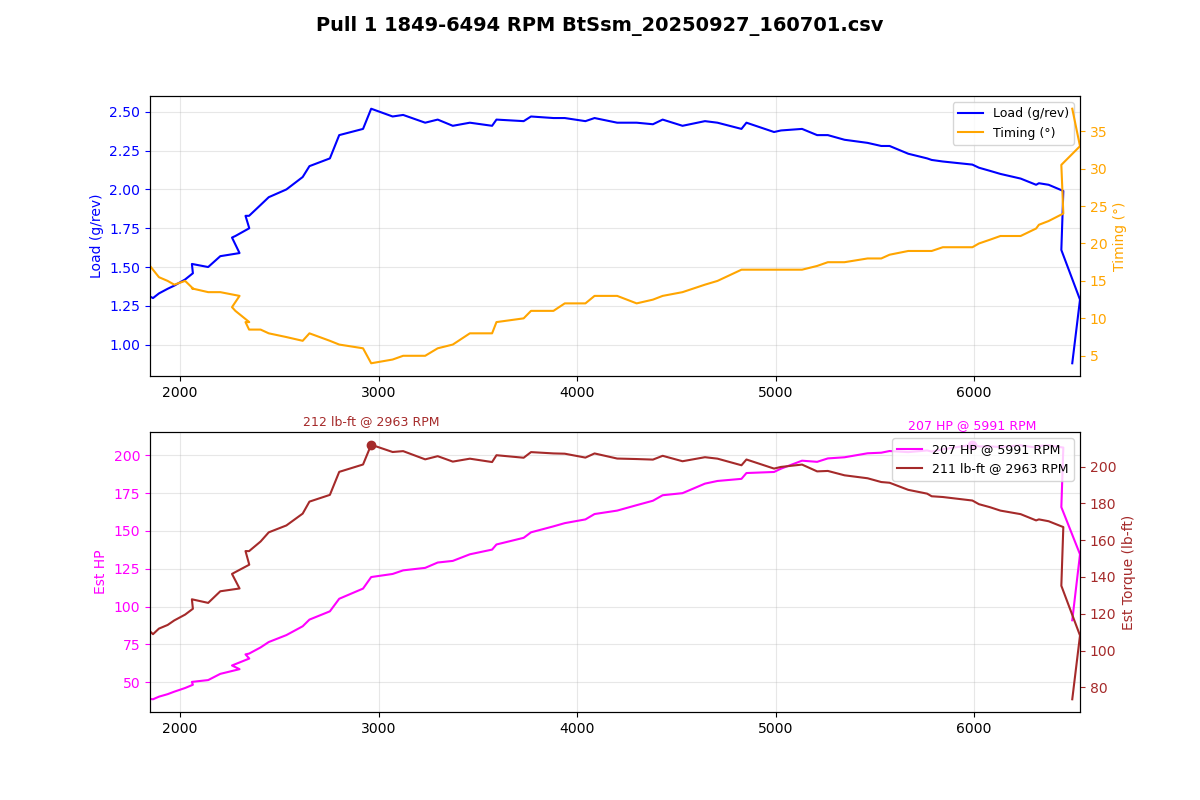 Pull 1 1849-6494 RPM BtSsm_20250927_160701.csv
Load (g/rev)
Timing (°)
2.50
2.25
2.00
1.75
1.50
1.25
1.00
Load (g/rev)
35
30
25
20
15
10
5
Timing (°)
2000 3000 4000 5000 6000
212 lb-ft @ 2963 RPM
207 HP @ 5991 RPM
207 HP @ 5991 RPM
211 lb-ft @ 2963 RPM
200
175
150
125
100
75
50
Est HP
200
180
160
140
120
100
80
Est Torque (lb-ft)
2000 3000 4000 5000 6000